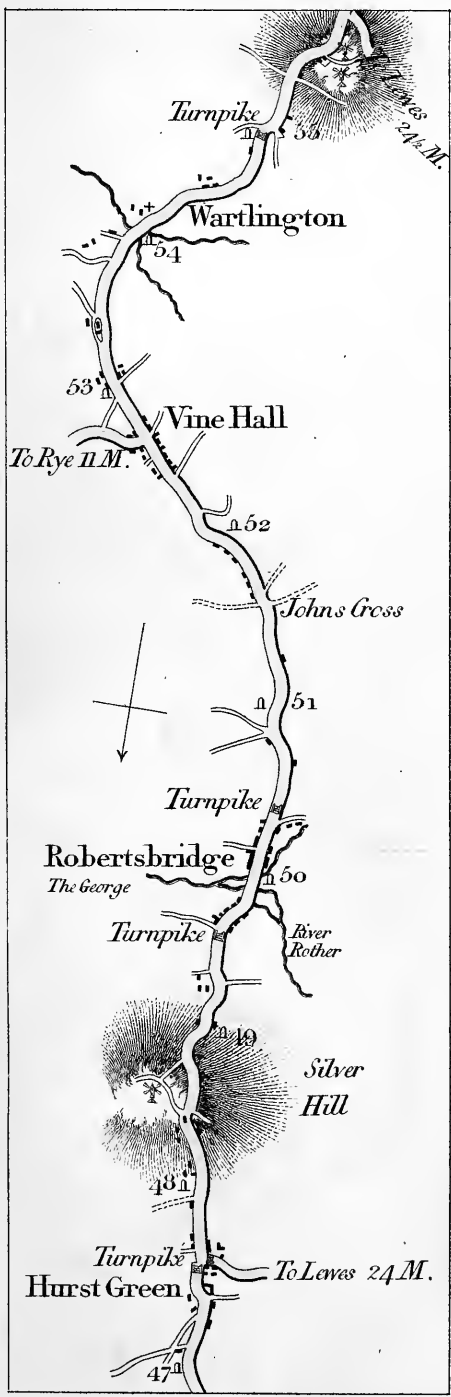 To Lewes
24½ M.
Turnpike
55
Wartlington
54
53
Vine Hall
To Rye 11 M.
52
Johns Cross
51
Turnpike
Robertsbridge
The George
50
Turnpike
River
Rother
49
Silver
Hill
48
Turnpike
To Lewes 24 M.
Hurst Green
47